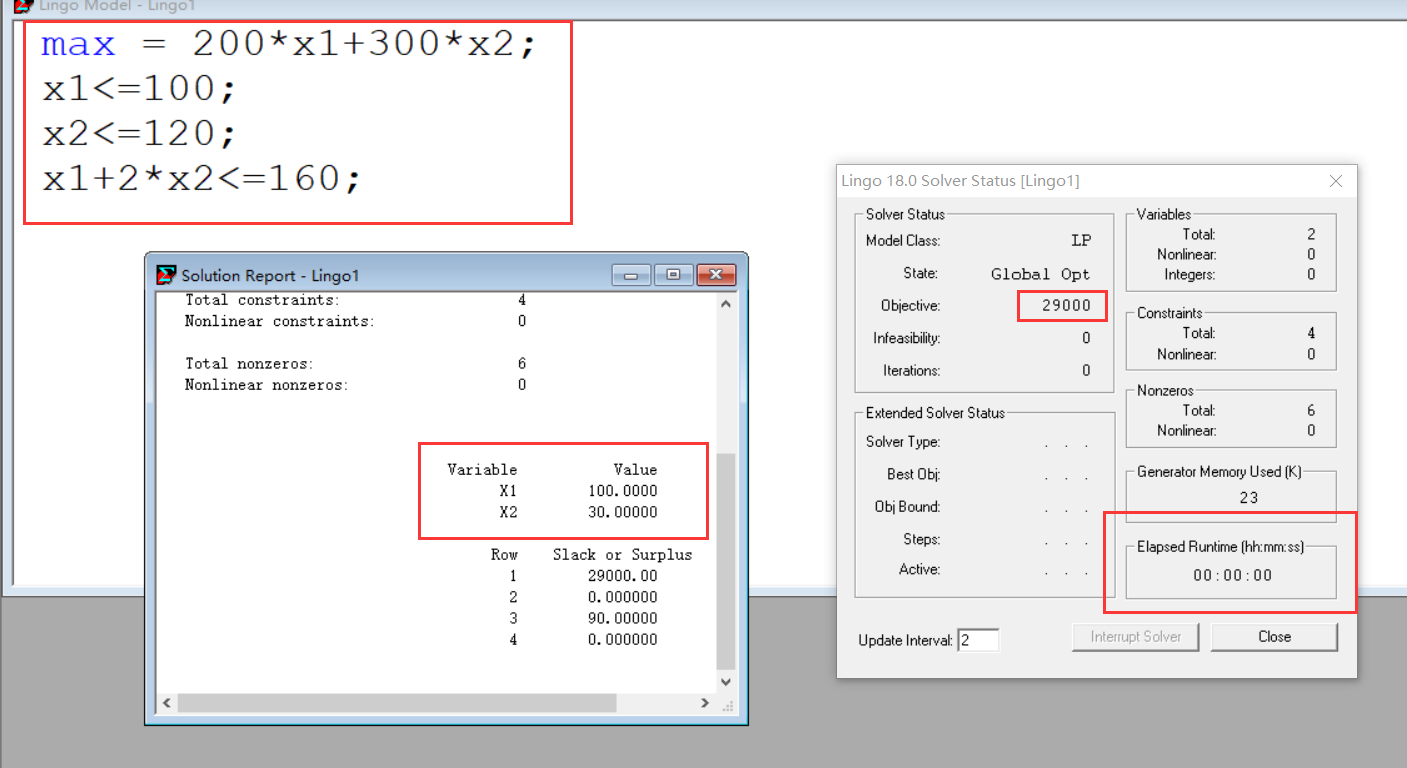 Lingo Model - Lingo1
max = 200*x1+300*x2;
x1<=100;
x2<=120;
x1+2*x2<=160;
Solution Report - Lingo1
Total constraints: 4
Nonlinear constraints: 0
Total nonzeros: 6
Nonlinear nonzeros: 0
Variable Value
X1 100.0000
X2 30.00000
Row Slack or Surplus
1 29000.00
2 0.000000
3 90.00000
4 0.000000
Lingo 18.0 Solver Status [Lingo1]
Solver Status
Model Class: LP
State: Global Opt
Objective: 29000
Infeasibility: 0
Iterations: 0
Extended Solver Status
Solver Type: . . .
Best Obj: . . .
Obj Bound: . . .
Steps: . . .
Active: . . .
Variables
Total: 2
Nonlinear: 0
Integers: 0
Constraints
Total: 4
Nonlinear: 0
Nonzeros
Total: 6
Nonlinear: 0
Generator Memory Used (K)
23
Elapsed Runtime (hh:mm:ss)
00:00:00
Update Interval: 2
Interrupt Solver
Close